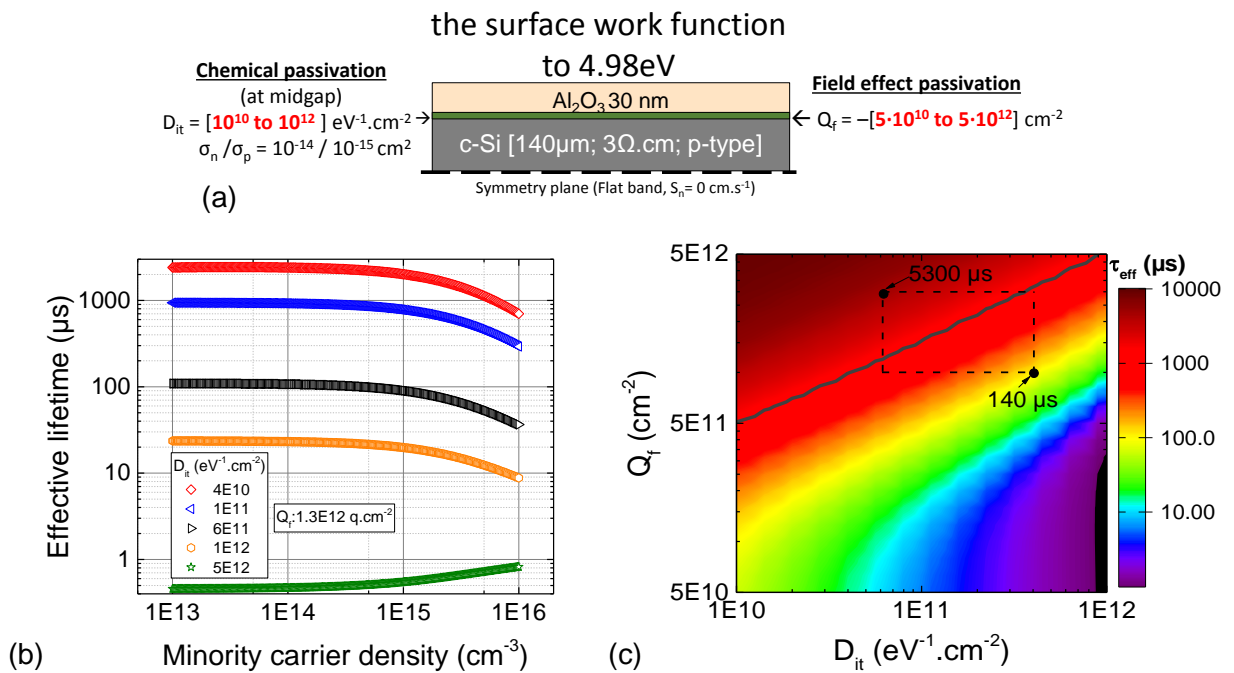 the surface work function
to 4.98eV
Chemical passivation
(at midgap)
D_it = [10^10 to 10^12 ] eV^-1.cm^-2
σ_n /σ_p = 10^-14 / 10^-15 cm^2
Al_2O_3 30 nm
c-Si [140µm; 3Ω.cm; p-type]
Symmetry plane (Flat band, S_n= 0 cm.s^-1)
Field effect passivation
Q_f = −[5·10^10 to 5·10^12] cm^-2
(a)
Effective lifetime (µs)
1000
100
10
1
D_it (eV^-1.cm^-2)
4E10
1E11
6E11
1E12
5E12
Q_f:1.3E12 q.cm^-2
1E13
1E14
1E15
1E16
(b)
Minority carrier density (cm^-3)
Q_f (cm^-2)
5E12
5E11
5E10
5300 µs
140 µs
1E10
1E11
1E12
(c)
D_it (eV^-1.cm^-2)
τ_eff (µs)
10000
1000
100.0
10.00